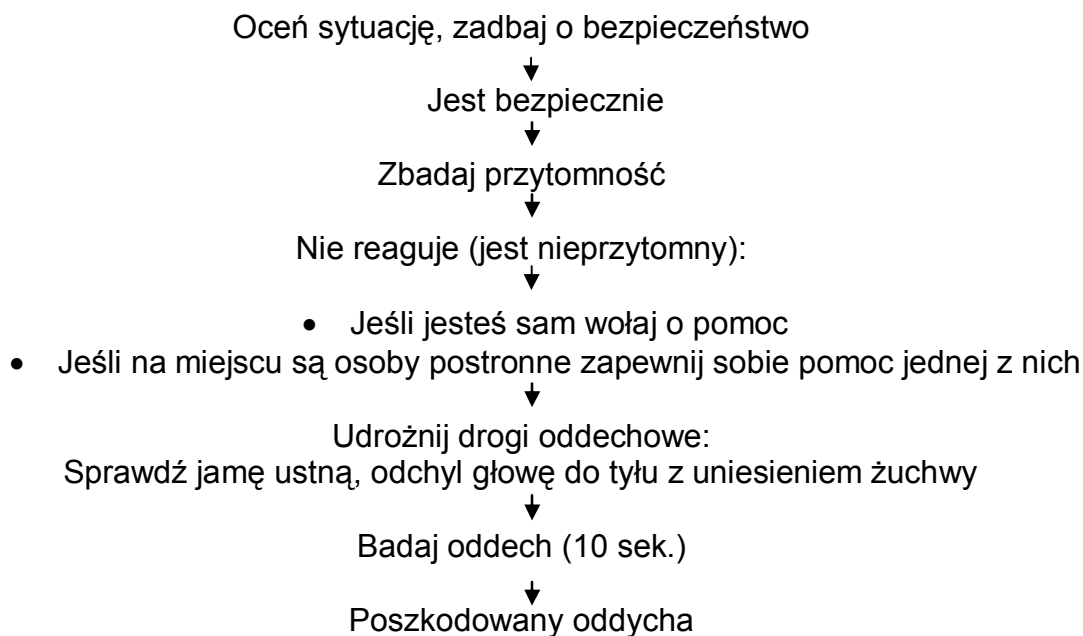 Oceń sytuację, zadbaj o bezpieczeństwo
Jest bezpiecznie
Zbadaj przytomność
Nie reaguje (jest nieprzytomny):
• Jeśli jesteś sam wołaj o pomoc
• Jeśli na miejscu są osoby postronne zapewnij sobie pomoc jednej z nich
Udrożnij drogi oddechowe:
Sprawdź jamę ustną, odchyl głowę do tyłu z uniesieniem żuchwy
Badaj oddech (10 sek.)
Poszkodowany oddycha